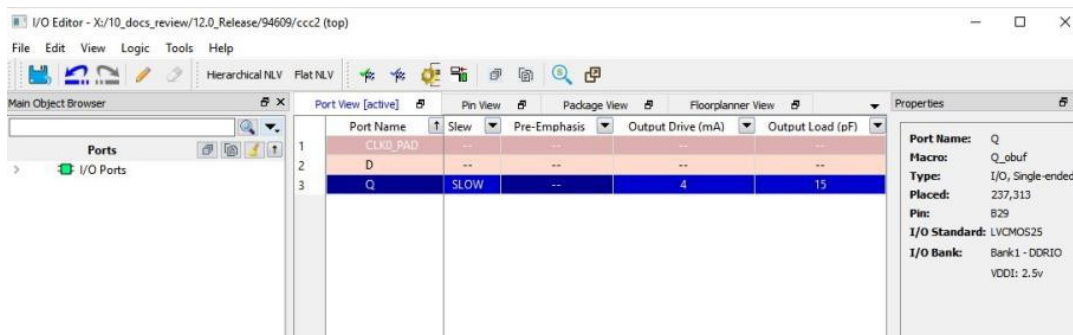 I/O Editor - X:/10_docs_review/12.0_Release/94609/ccc2 (top)
File Edit View Logic Tools Help
Hierarchical NLV Flat NLV
Main Object Browser
Ports
I/O Ports
Port View [active] Pin View Package View Floorplanner View
Port Name Slew Pre-Emphasis Output Drive (mA) Output Load (pF)
1 CLK0_PAD -- -- -- --
2 D -- -- -- --
3 Q SLOW -- 4 15
Properties
Port Name: Q
Macro: Q_obuf
Type: I/O, Single-ended
Placed: 237,313
Pin: B29
I/O Standard: LVCMOS25
I/O Bank: Bank1 - DDRIO
VDDI: 2.5v